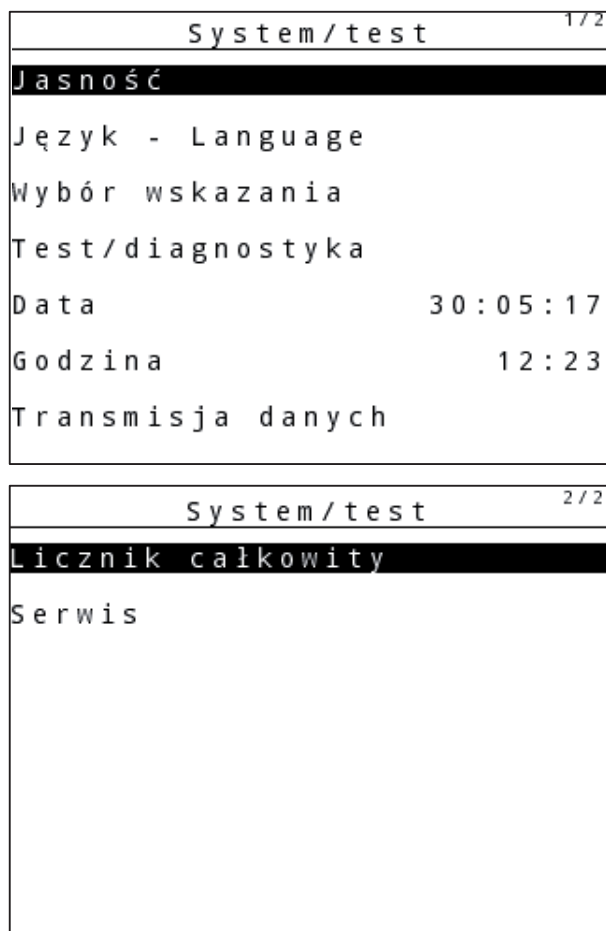 System/test 1/2
Jasność
Język - Language
Wybór wskazania
Test/diagnostyka
Data 30:05:17
Godzina 12:23
Transmisja danych
System/test 2/2
Licznik całkowity
Serwis